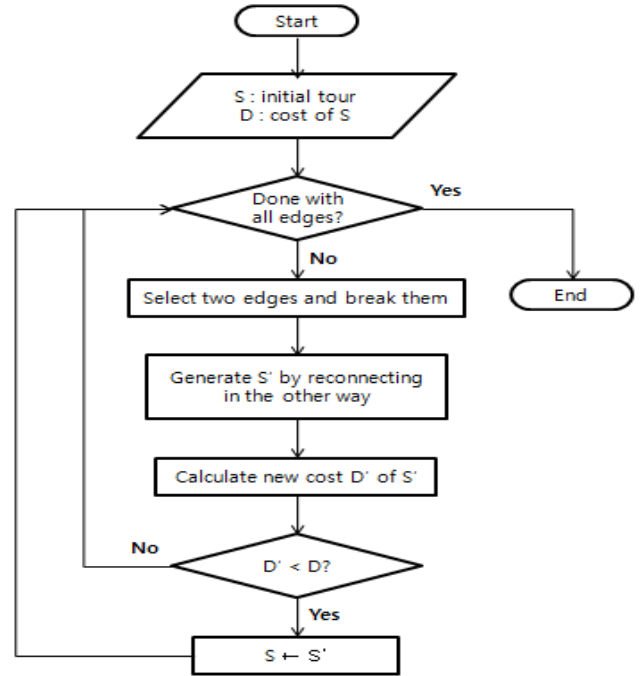 Start
S : initial tour
D : cost of S
Done with
all edges?
Yes
No
Select two edges and break them
End
Generate S′ by reconnecting
in the other way
Calculate new cost D′ of S′
No
D′ < D?
Yes
S ← S′